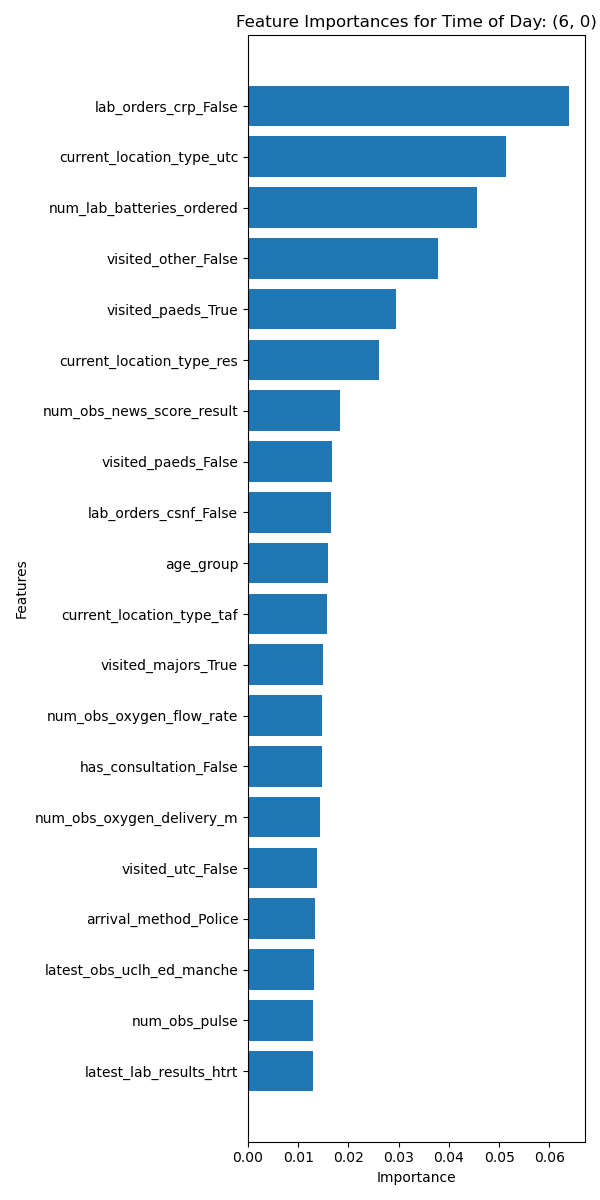 Feature Importances for Time of Day: (6, 0)
lab_orders_crp_False
current_location_type_utc
num_lab_batteries_ordered
visited_other_False
visited_paeds_True
current_location_type_res
num_obs_news_score_result
visited_paeds_False
lab_orders_csnf_False
age_group
current_location_type_taf
visited_majors_True
num_obs_oxygen_flow_rate
has_consultation_False
num_obs_oxygen_delivery_m
visited_utc_False
arrival_method_Police
latest_obs_uclh_ed_manche
num_obs_pulse
latest_lab_results_htrt
Features
0.00 0.01 0.02 0.03 0.04 0.05 0.06
Importance